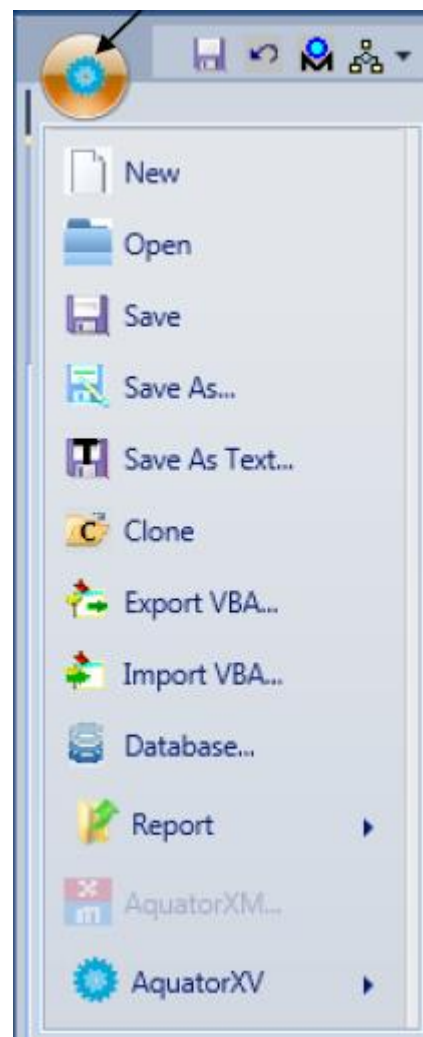 New
Open
Save
Save As...
Save As Text...
Clone
Export VBA...
Import VBA...
Database...
Report
AquatorXM...
AquatorXV